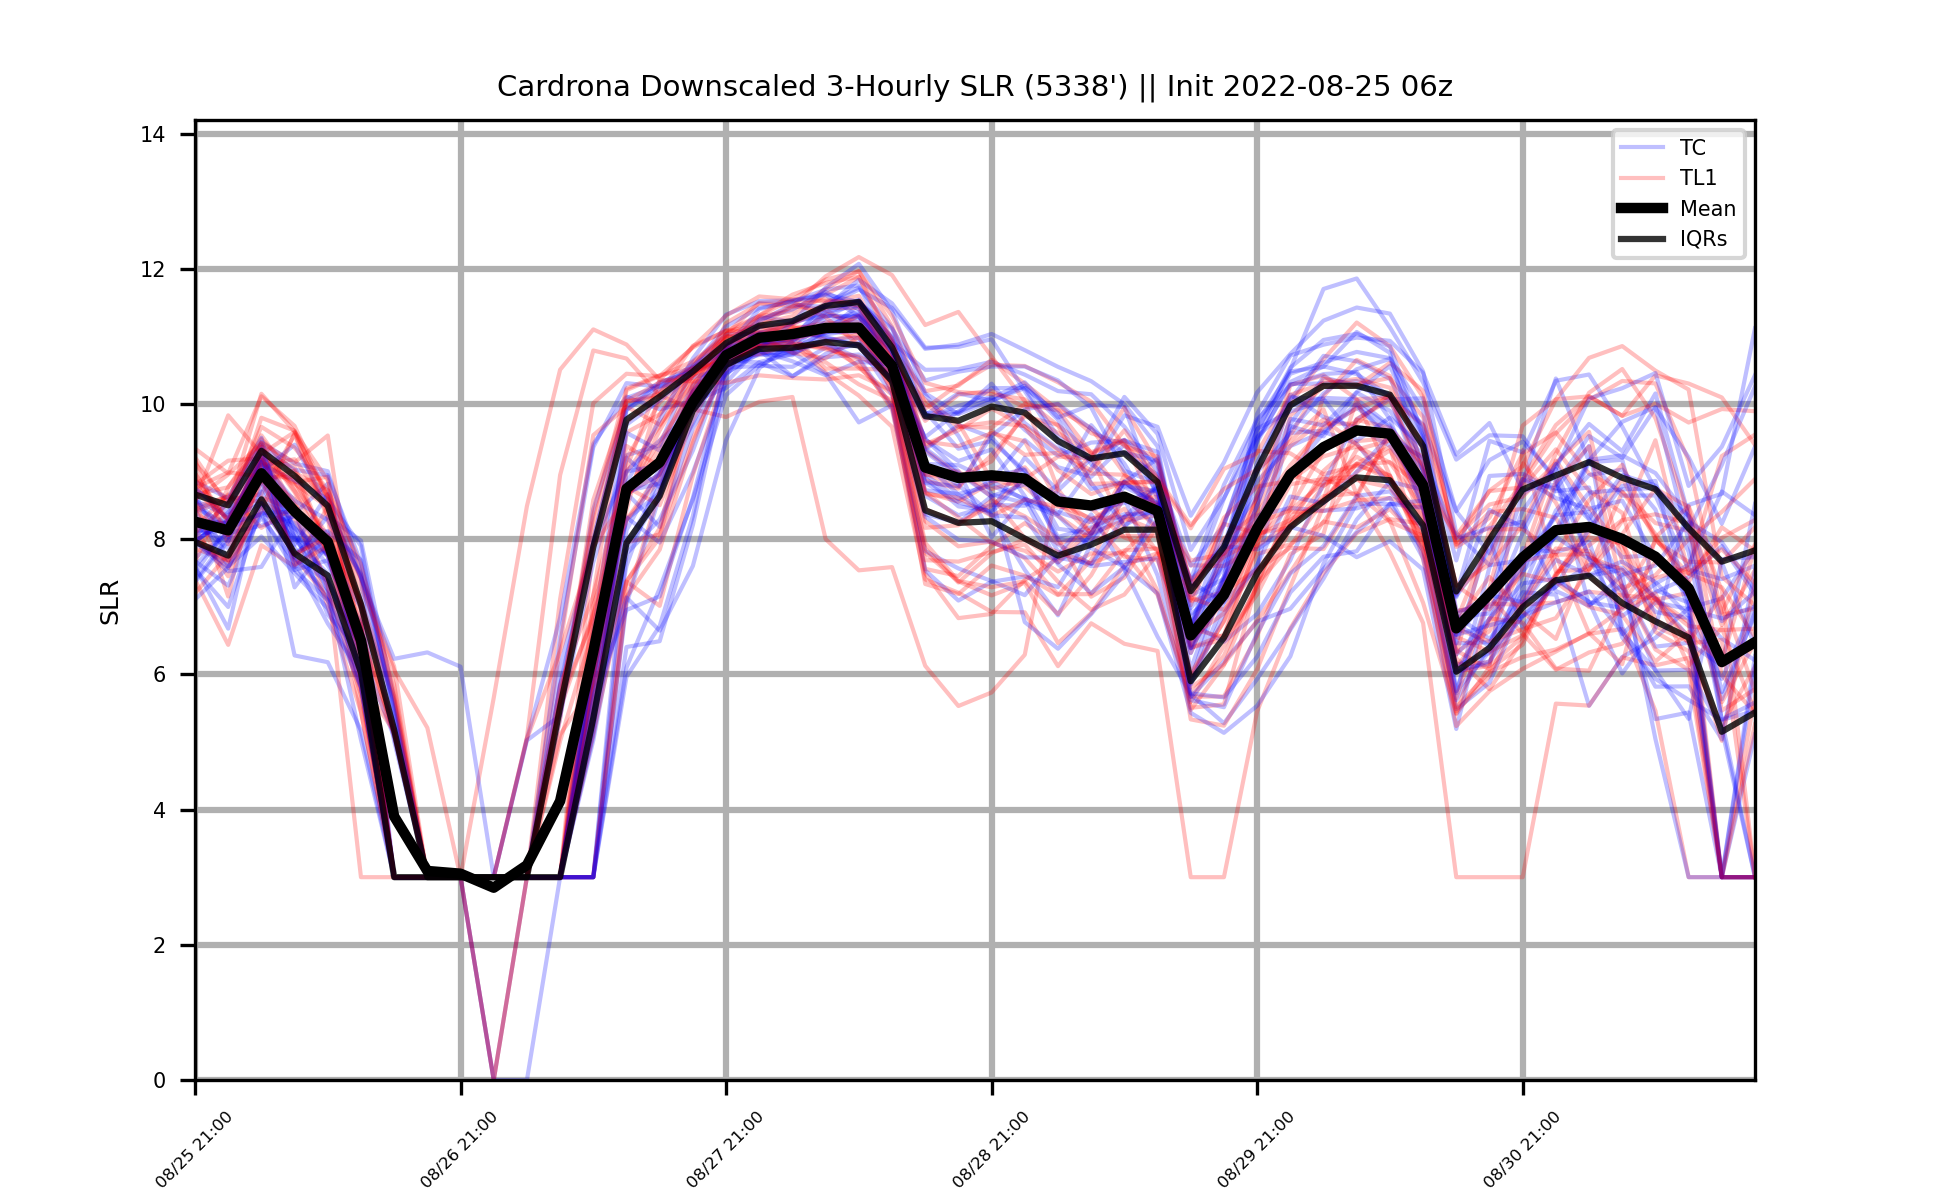 Cardrona Downscaled 3-Hourly SLR (5338') || Init 2022-08-25 06z
TC
TL1
Mean
IQRs
SLR
14
12
10
8
6
4
2
0
08/25 21:00
08/26 21:00
08/27 21:00
08/28 21:00
08/29 21:00
08/30 21:00